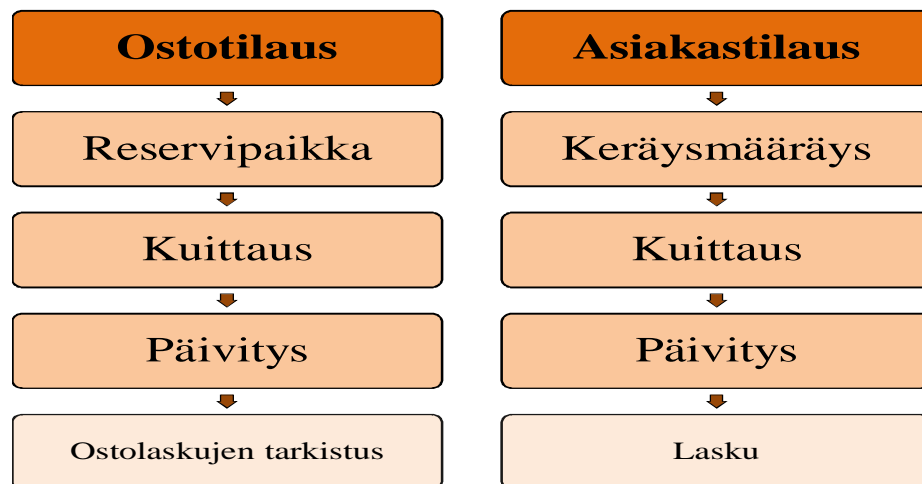 Ostotilaus
Reservipaikka
Kuittaus
Päivitys
Ostolaskujen tarkistus
Asiakastilaus
Keräysmääräys
Kuittaus
Päivitys
Lasku